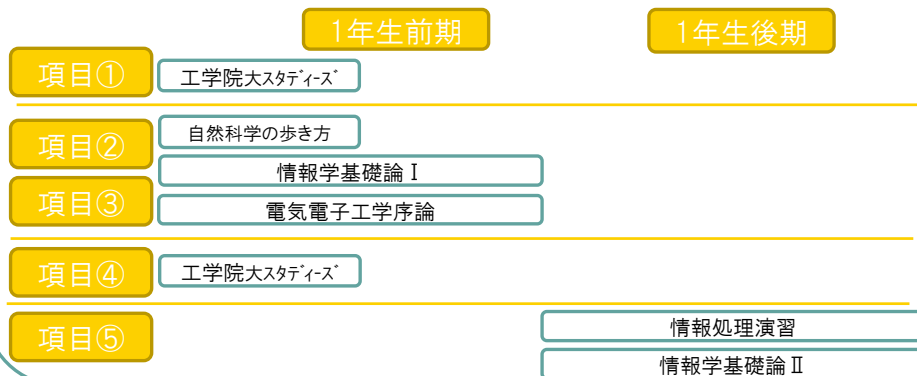 1年生前期
1年生後期
項目①
工学院大ｽﾀﾃﾞｨｰｽﾞ
項目②
自然科学の歩き方
情報学基礎論Ⅰ
項目③
電気電子工学序論
項目④
工学院大ｽﾀﾃﾞｨｰｽﾞ
項目⑤
情報処理演習
情報学基礎論Ⅱ